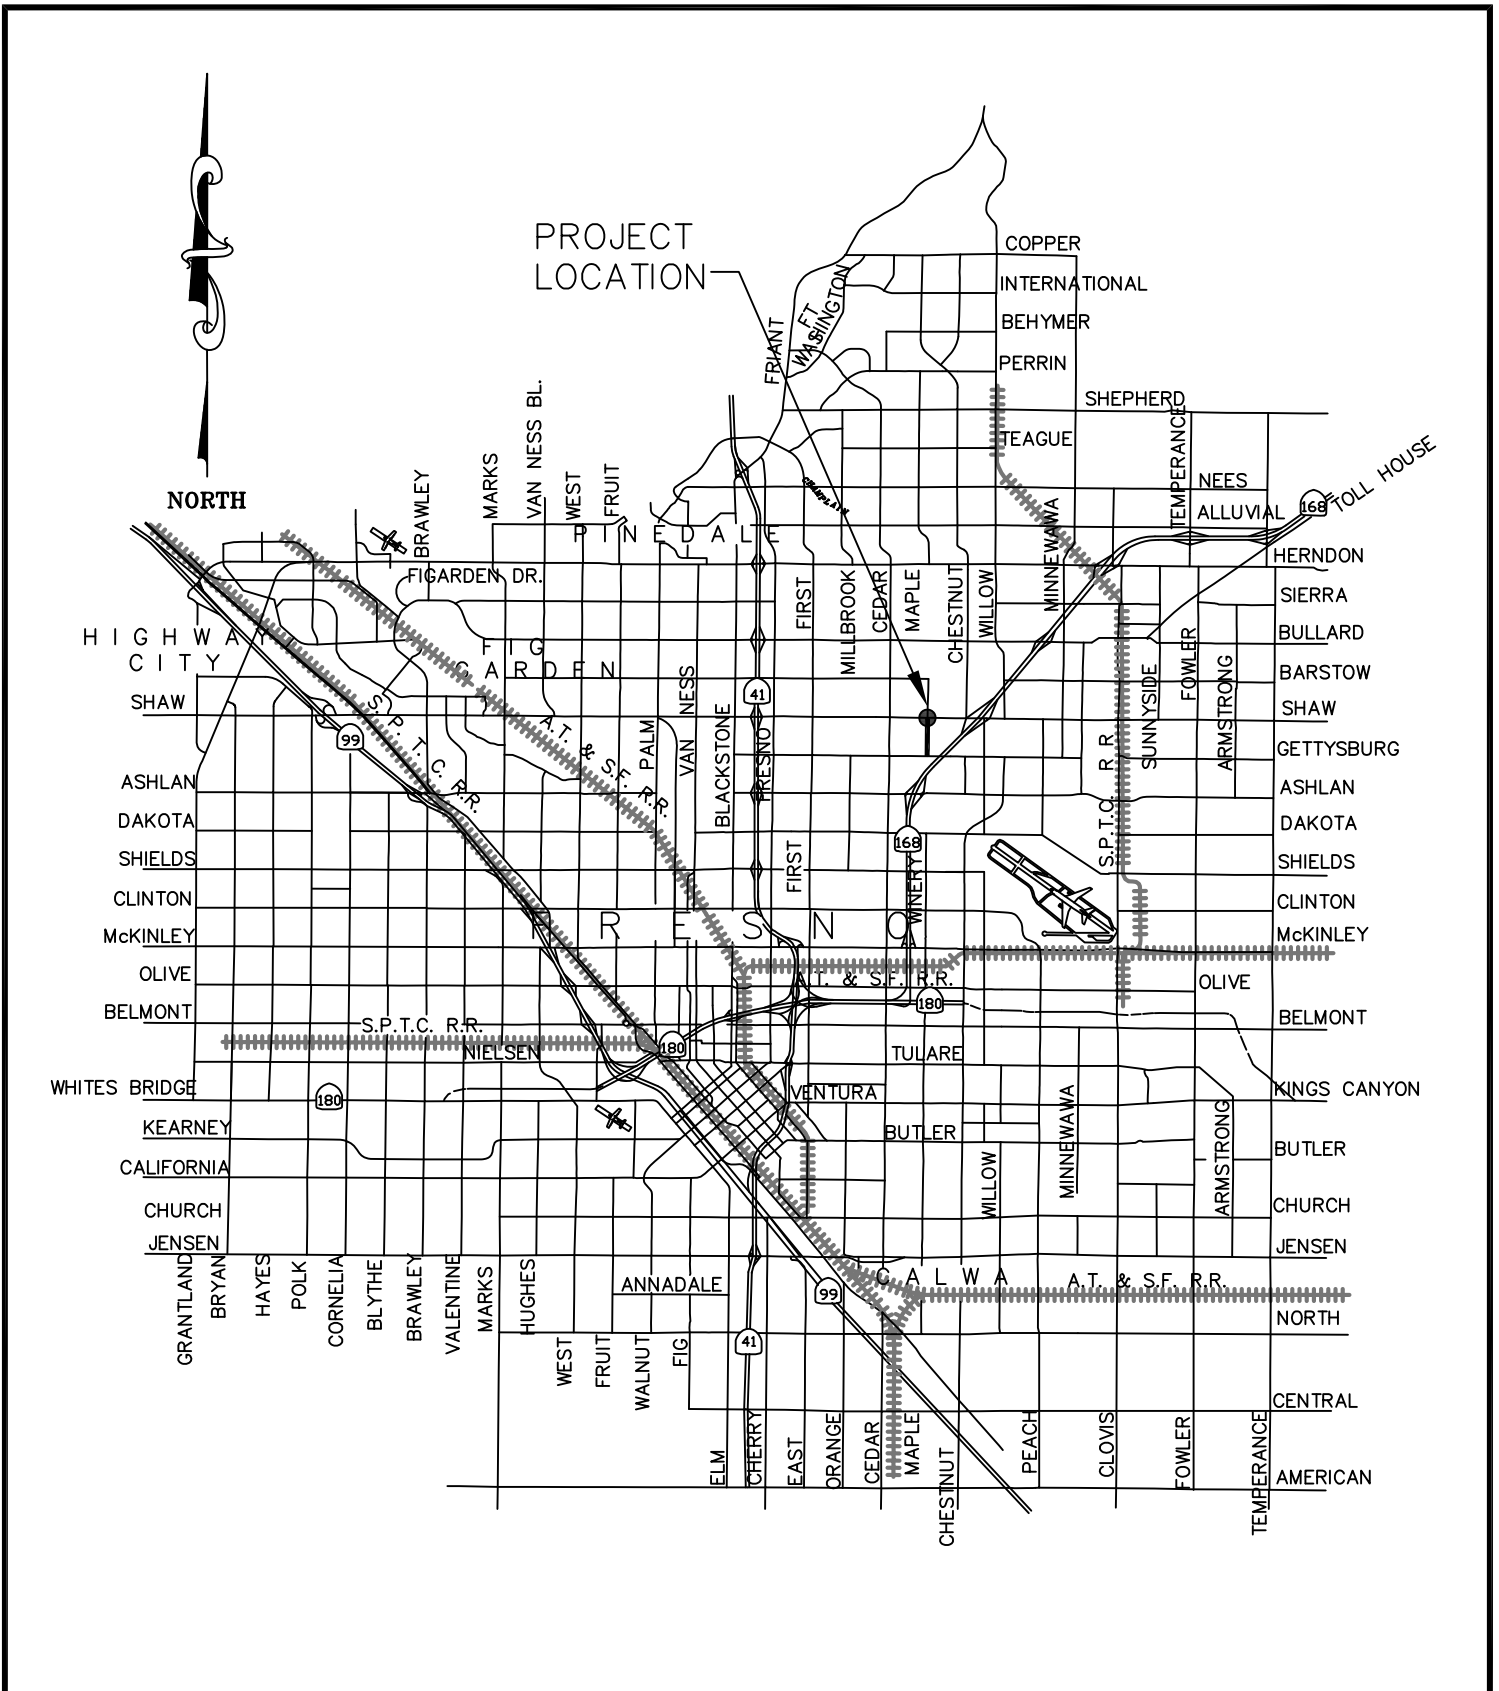 PROJECT
LOCATION
NORTH
COPPER
INTERNATIONAL
BEHYMER
PERRIN
SHEPHERD
TEAGUE
NEES
ALLUVIAL
HERNDON
SIERRA
BULLARD
BARSTOW
SHAW
GETTYSBURG
ASHLAN
DAKOTA
SHIELDS
CLINTON
McKINLEY
OLIVE
BELMONT
TULARE
KINGS CANYON
VENTURA
BUTLER
BUTLER
CHURCH
JENSEN
NORTH
CENTRAL
AMERICAN
FRIANT
FT
WASHINGTON
CHAMPLAIN
TEMPERANCE
TOLL HOUSE
168
MINNEWAWA
BRAWLEY
MARKS
VAN NESS BL.
WEST
FRUIT
PINEDALE
FIGARDEN DR.
HIGHWAY
CITY
FIG
GARDEN
FIRST
MILLBROOK
CEDAR
MAPLE
CHESTNUT
WILLOW
SUNNYSIDE
FOWLER
ARMSTRONG
SHAW
99
S. P. T. C. R.R.
A.T. & S.F. R.R.
PALM
VAN NESS
BLACKSTONE
41
FRESNO
S.P.T.C. R R
ASHLAN
DAKOTA
SHIELDS
CLINTON
McKINLEY
OLIVE
BELMONT
168
FIRST
WINERY
FRESNO
A.T. & S.F. R.R.
180
S.P.T.C. R.R.
NIELSEN
180
WHITES BRIDGE
180
KEARNEY
CALIFORNIA
CHURCH
JENSEN
WILLOW
MINNEWAWA
ARMSTRONG
GRANTLAND
BRYAN
HAYES
POLK
CORNELIA
BLYTHE
BRAWLEY
VALENTINE
MARKS
HUGHES
WEST
FRUIT
WALNUT
FIG
ANNADALE
CALWA
A.T. & S.F. R.R.
99
41
ELM
CHERRY
EAST
ORANGE
CEDAR
MAPLE
CHESTNUT
PEACH
CLOVIS
FOWLER
TEMPERANCE